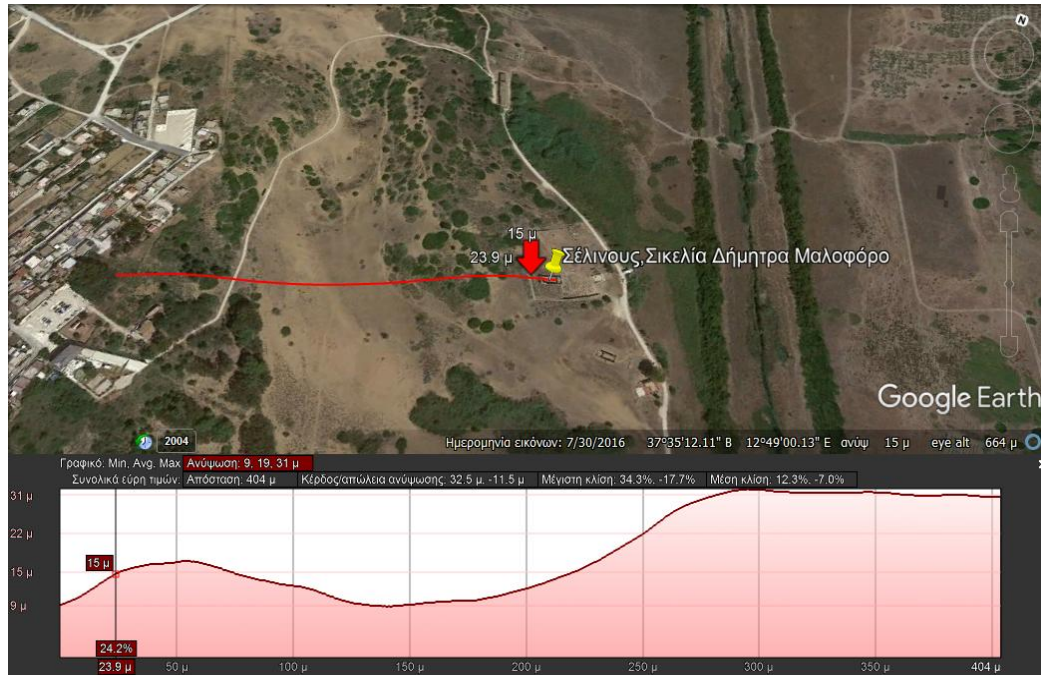 N
15 μ
23.9 μ
Σέλινους,Σικελία Δήμητρα Μαλοφόρο
Google Earth
2004
Ημερομηνία εικόνων: 7/30/2016 37°35'12.11" Β 12°49'00.13" Ε ανύψ 15 μ eye alt 664 μ
Γραφικό: Min, Avg, Max Ανύψωση: 9, 19, 31 μ
Συνολικά εύρη τιμών: Απόσταση: 404 μ Κέρδος/απώλεια ανύψωσης: 32.5 μ, -11.5 μ Μέγιστη κλίση: 34.3%, -17.7% Μέση κλίση: 12.3%, -7.0%
31 μ
22 μ
15 μ
15 μ
9 μ
24.2%
23.9 μ 50 μ 100 μ 150 μ 200 μ 250 μ 300 μ 350 μ 404 μ